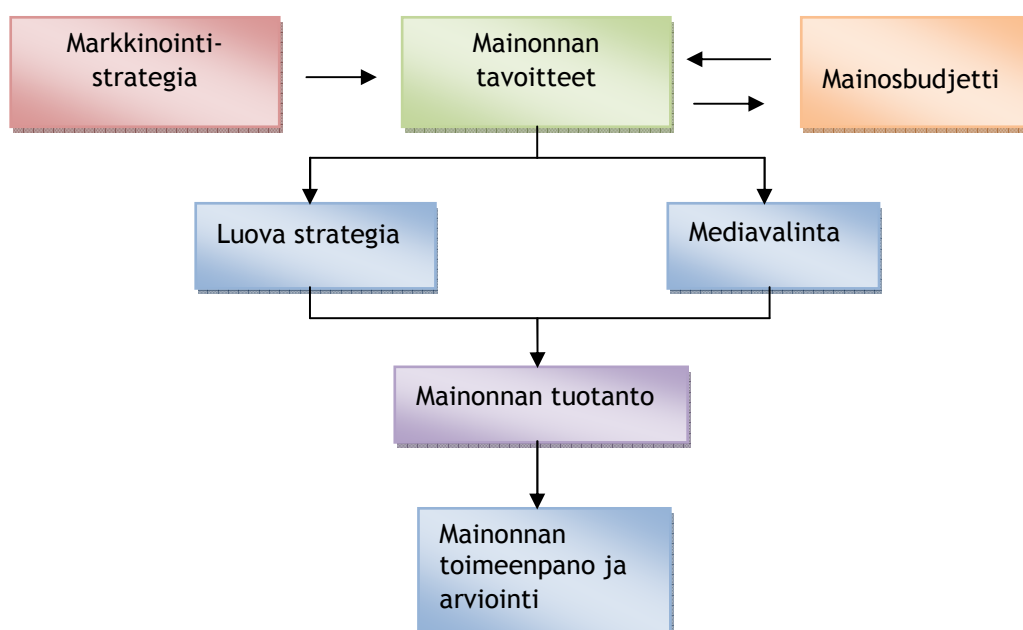 Markkinointi-
strategia
Mainonnan
tavoitteet
Mainosbudjetti
Luova strategia
Mediavalinta
Mainonnan tuotanto
Mainonnan
toimeenpano ja
arviointi